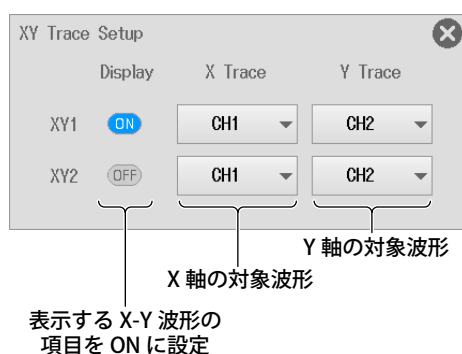 XY Trace Setup
Display X Trace Y Trace
XY1 ON CH1 CH2
XY2 OFF CH1 CH2
Y 軸の対象波形
X 軸の対象波形
表示する X-Y 波形の
項目を ON に設定